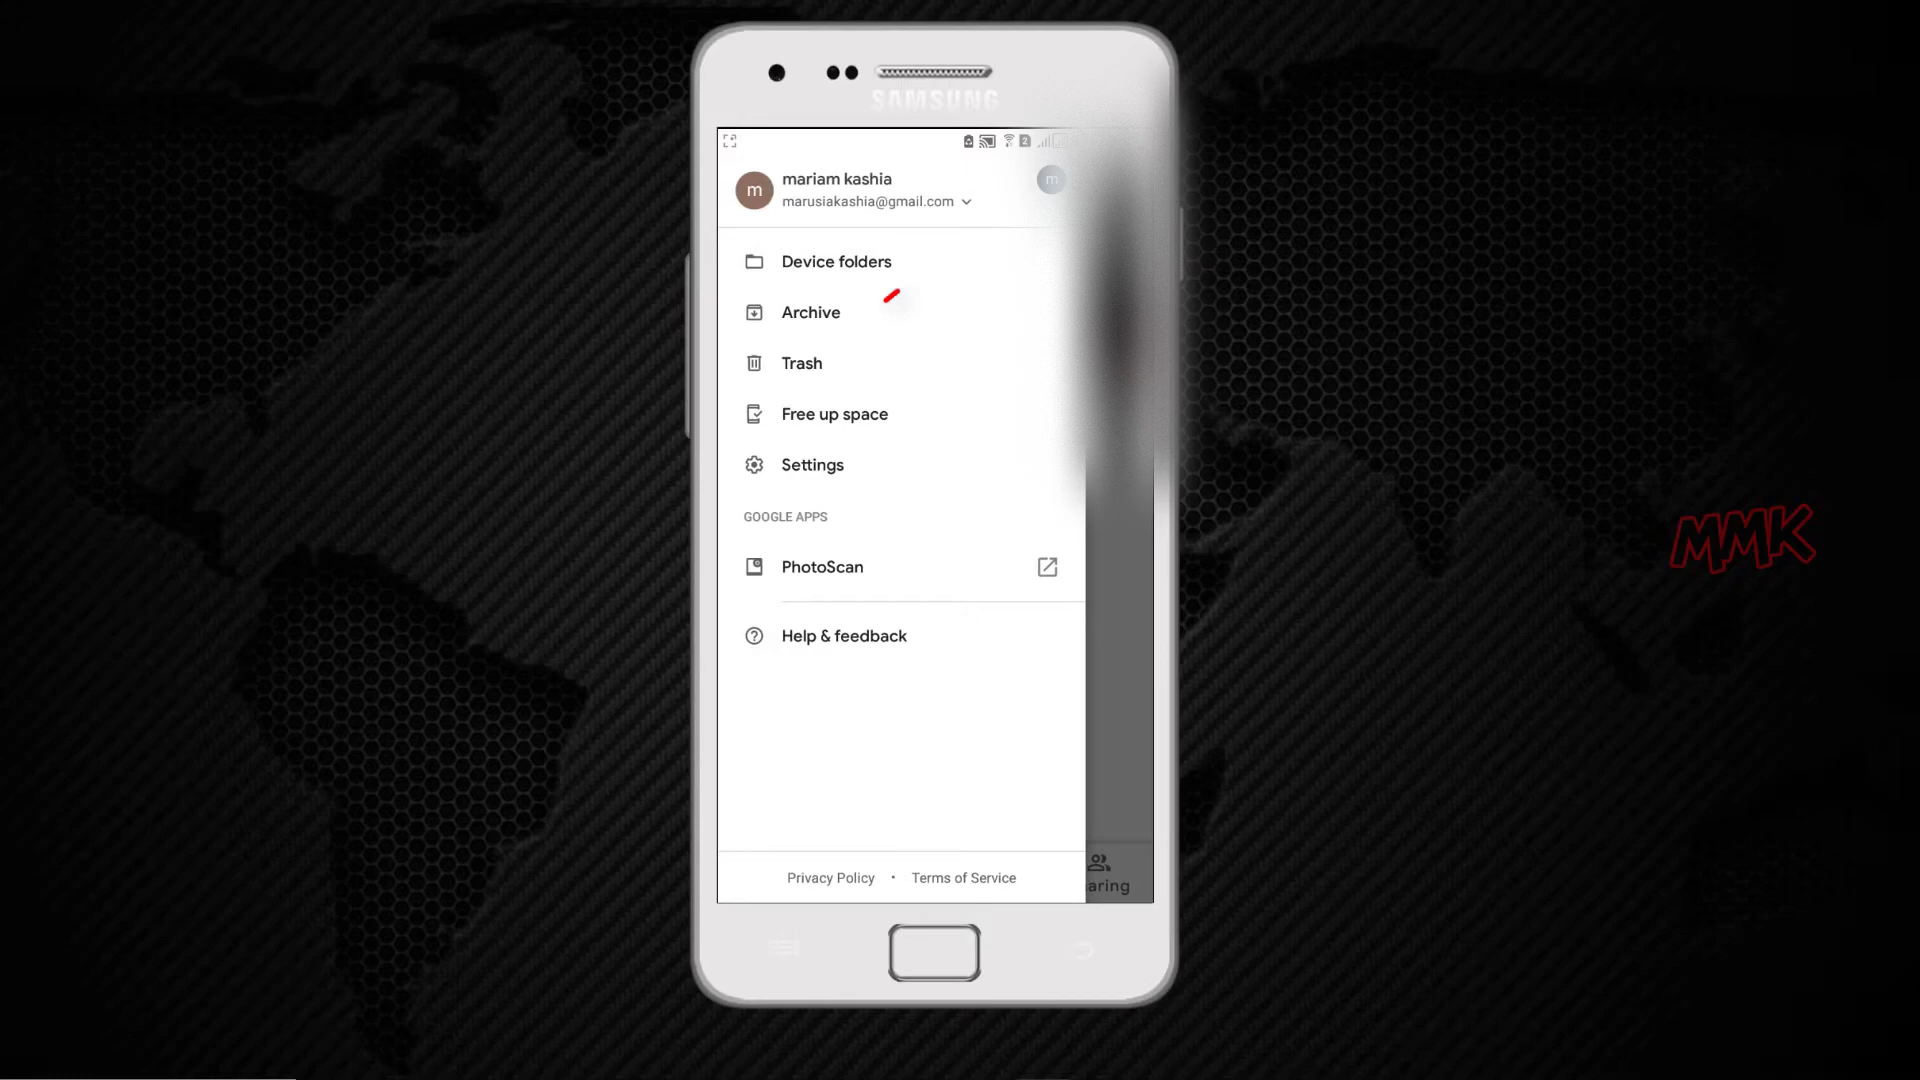 SAMSUNG
2
m
mariam kashia
m
marusiakashia@gmail.com
Device folders
Archive
Trash
Free up space
Settings
GOOGLE APPS
PhotoScan
Help & feedback
MMK
Privacy Policy • Terms of Service
aring